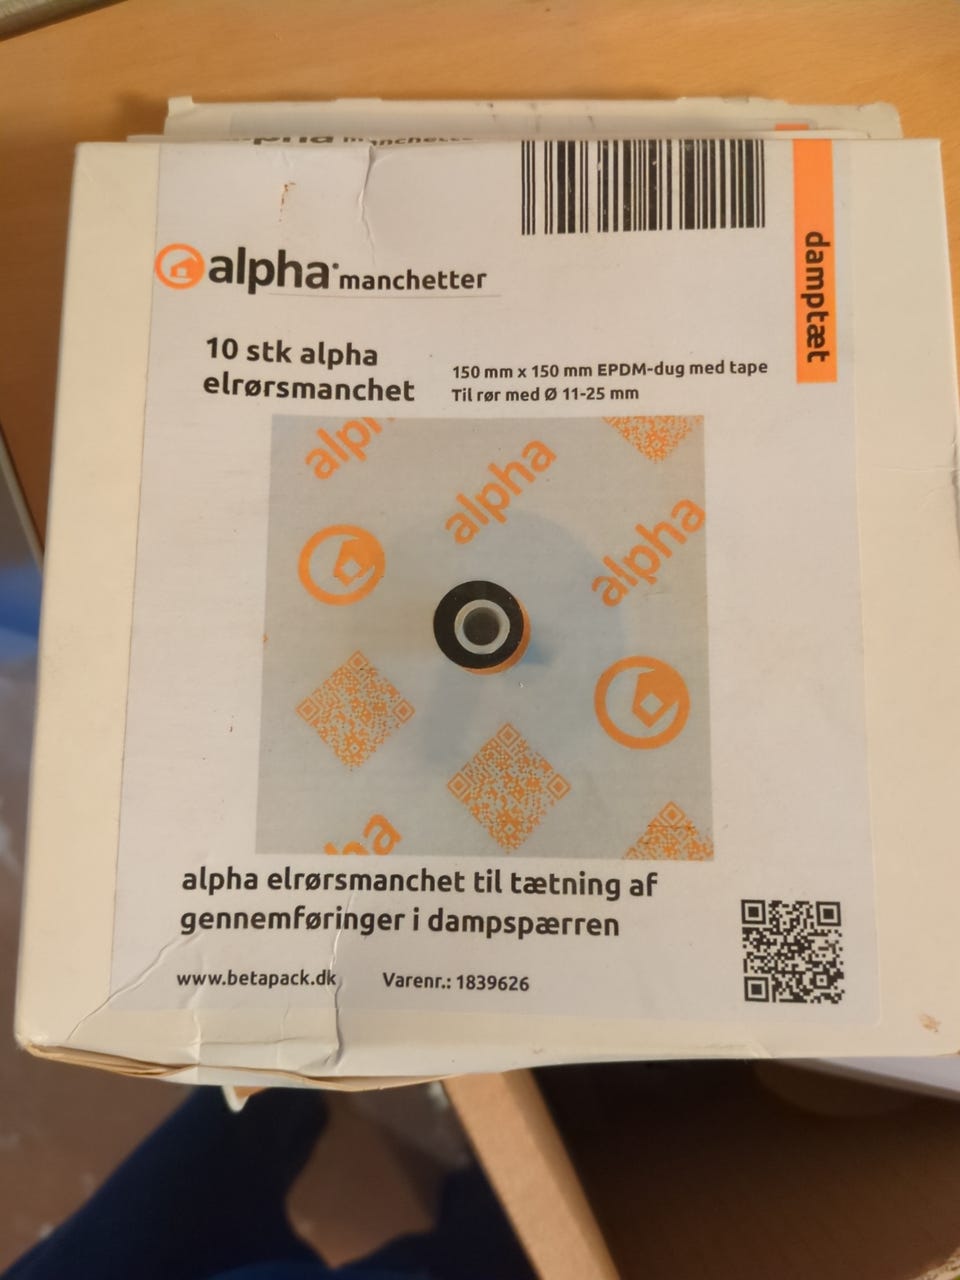 alpha manchetter
damptæt
10 stk alpha
elrørsmanchet
150 mm x 150 mm EPDM-dug med tape
Til rør med Ø 11-25 mm
alpha
alpha
alpha
alpha elrørsmanchet til tætning af
gennemføringer i dampspærren
www.betapack.dk
Varenr.: 1839626